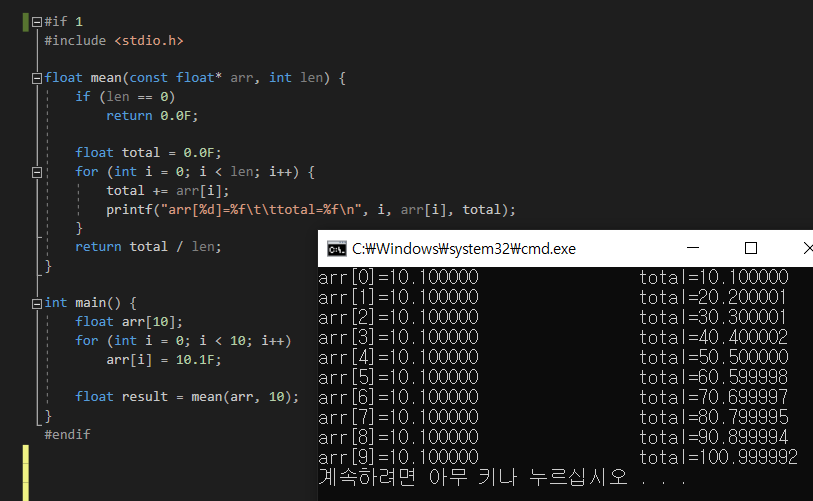 #if 1
#include <stdio.h>
float mean(const float* arr, int len) {
if (len == 0)
return 0.0F;
float total = 0.0F;
for (int i = 0; i < len; i++) {
total += arr[i];
printf("arr[%d]=%f\t\ttotal=%f\n", i, arr[i], total);
}
return total / len;
}
int main() {
float arr[10];
for (int i = 0; i < 10; i++)
arr[i] = 10.1F;
float result = mean(arr, 10);
}
#endif
C:₩Windows₩system32₩cmd.exe
arr[0]=10.100000 total=10.100000
arr[1]=10.100000 total=20.200001
arr[2]=10.100000 total=30.300001
arr[3]=10.100000 total=40.400002
arr[4]=10.100000 total=50.500000
arr[5]=10.100000 total=60.599998
arr[6]=10.100000 total=70.699997
arr[7]=10.100000 total=80.799995
arr[8]=10.100000 total=90.899994
arr[9]=10.100000 total=100.999992
계속하려면 아무 키나 누르십시오 . . .